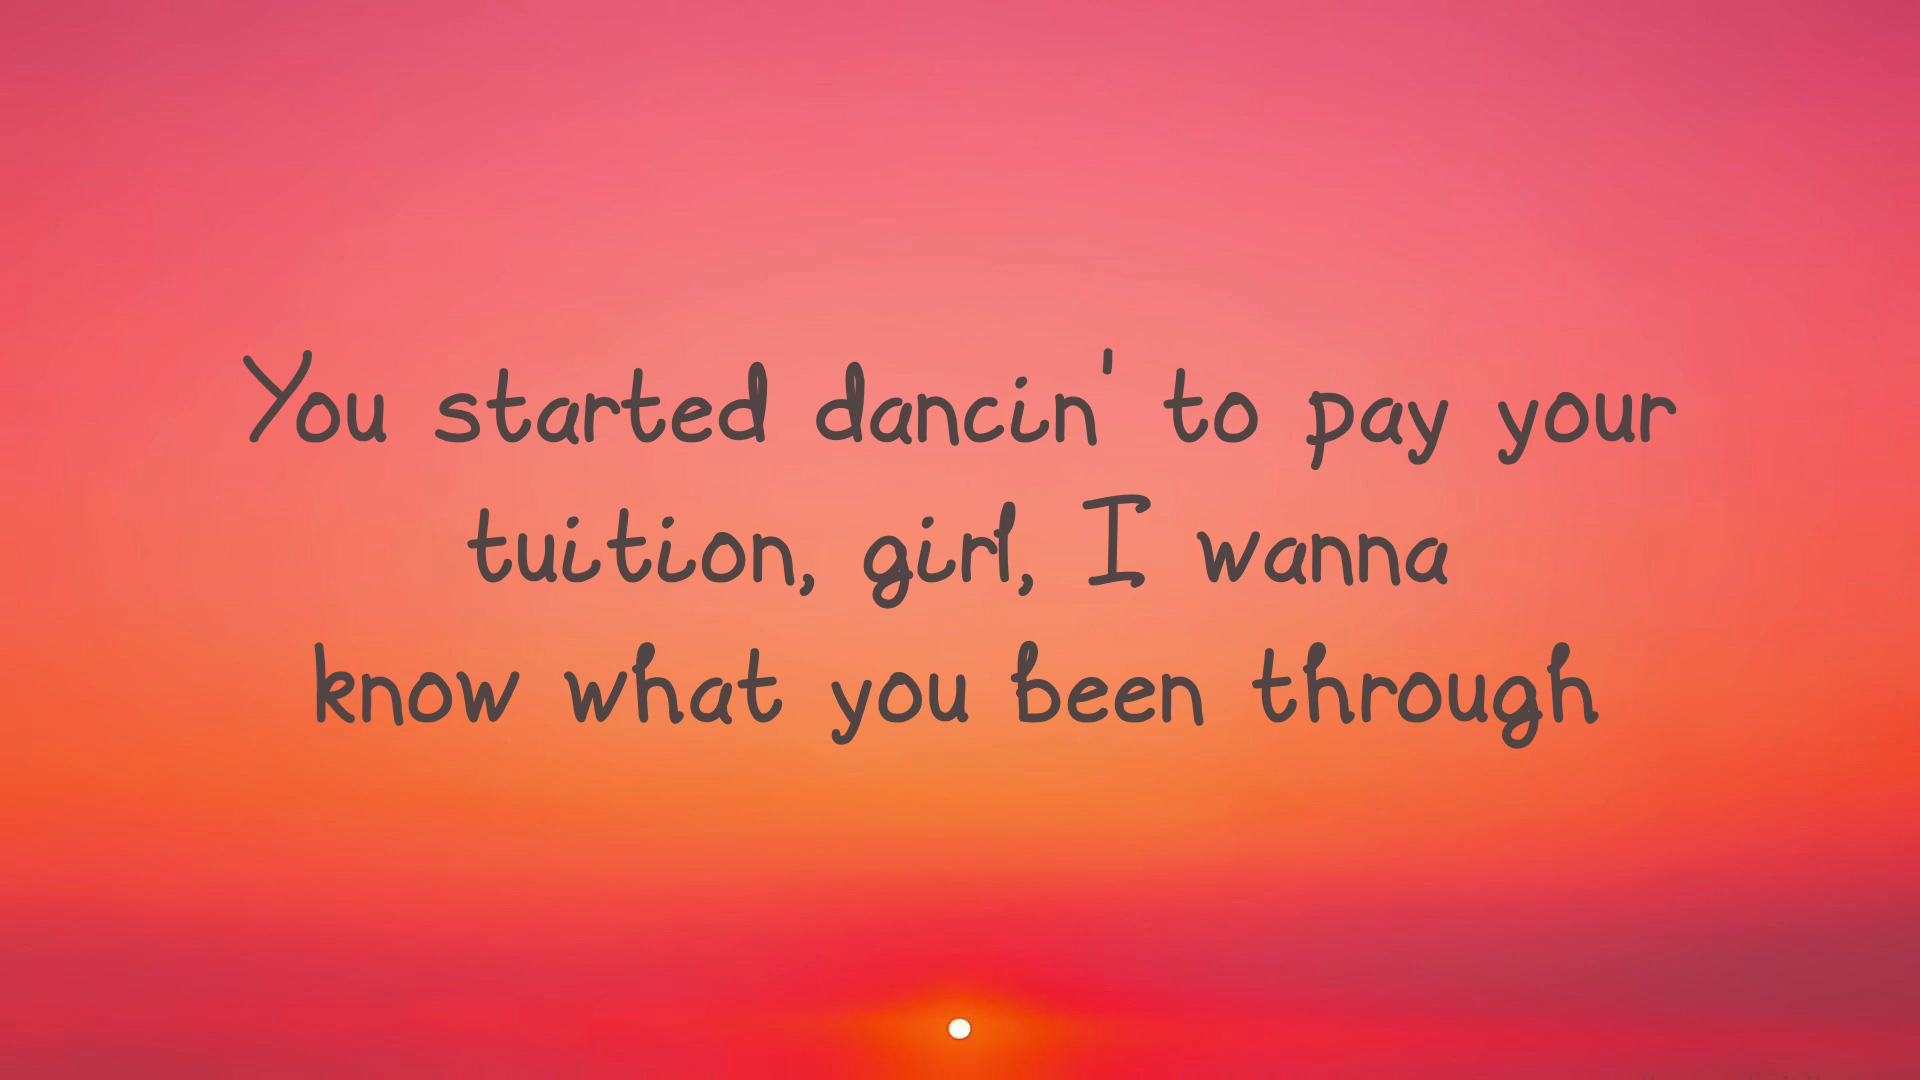 You started dancin' to pay your
tuition, girl, I wanna
know what you been through